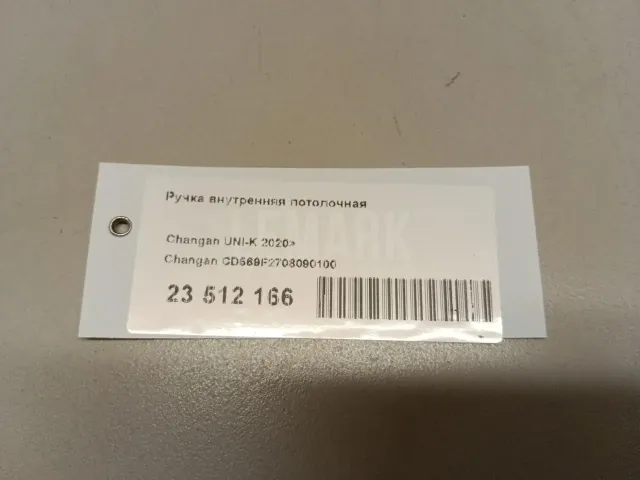 Ручка внутренняя потолочная
Changan UNI-K 2020>
Changan CD569F2708090100
23 512 166